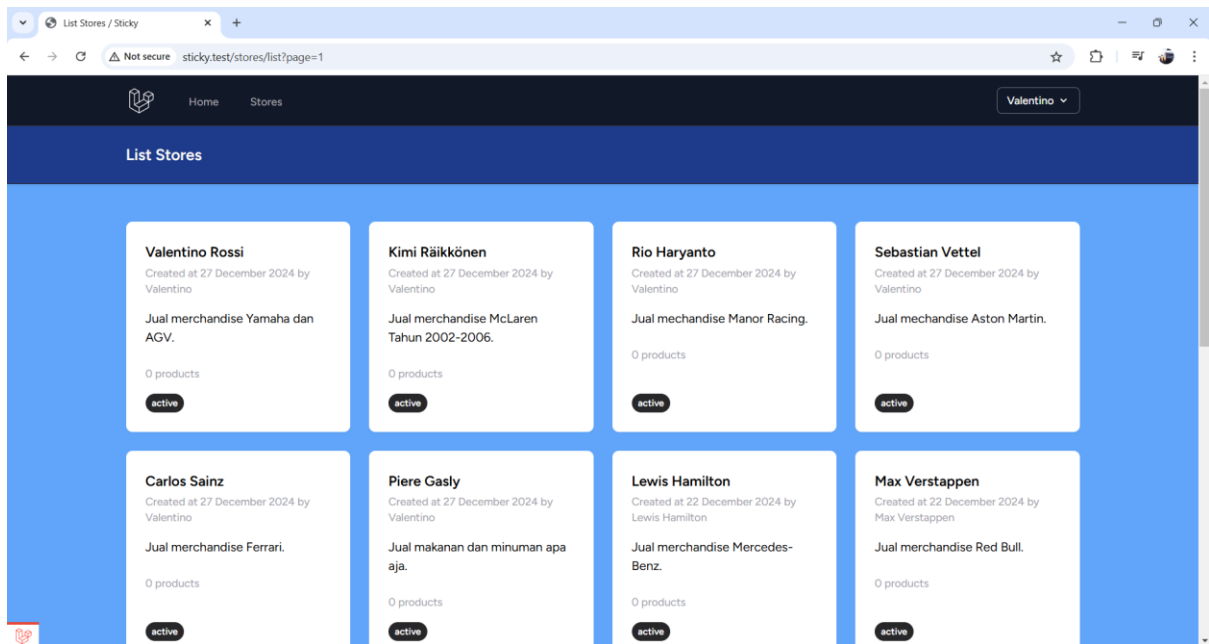 List Stores / Sticky
Not secure sticky.test/stores/list?page=1
Home Stores Valentino
List Stores
Valentino Rossi
Created at 27 December 2024 by
Valentino
Jual merchandise Yamaha dan
AGV.
0 products
active
Kimi Räikkönen
Created at 27 December 2024 by
Valentino
Jual merchandise McLaren
Tahun 2002-2006.
0 products
active
Rio Haryanto
Created at 27 December 2024 by
Valentino
Jual mechandise Manor Racing.
0 products
active
Sebastian Vettel
Created at 27 December 2024 by
Valentino
Jual mechandise Aston Martin.
0 products
active
Carlos Sainz
Created at 27 December 2024 by
Valentino
Jual merchandise Ferrari.
0 products
active
Piere Gasly
Created at 27 December 2024 by
Valentino
Jual makanan dan minuman apa
aja.
0 products
active
Lewis Hamilton
Created at 22 December 2024 by
Lewis Hamilton
Jual merchandise Mercedes-
Benz.
0 products
active
Max Verstappen
Created at 22 December 2024 by
Max Verstappen
Jual merchandise Red Bull.
0 products
active